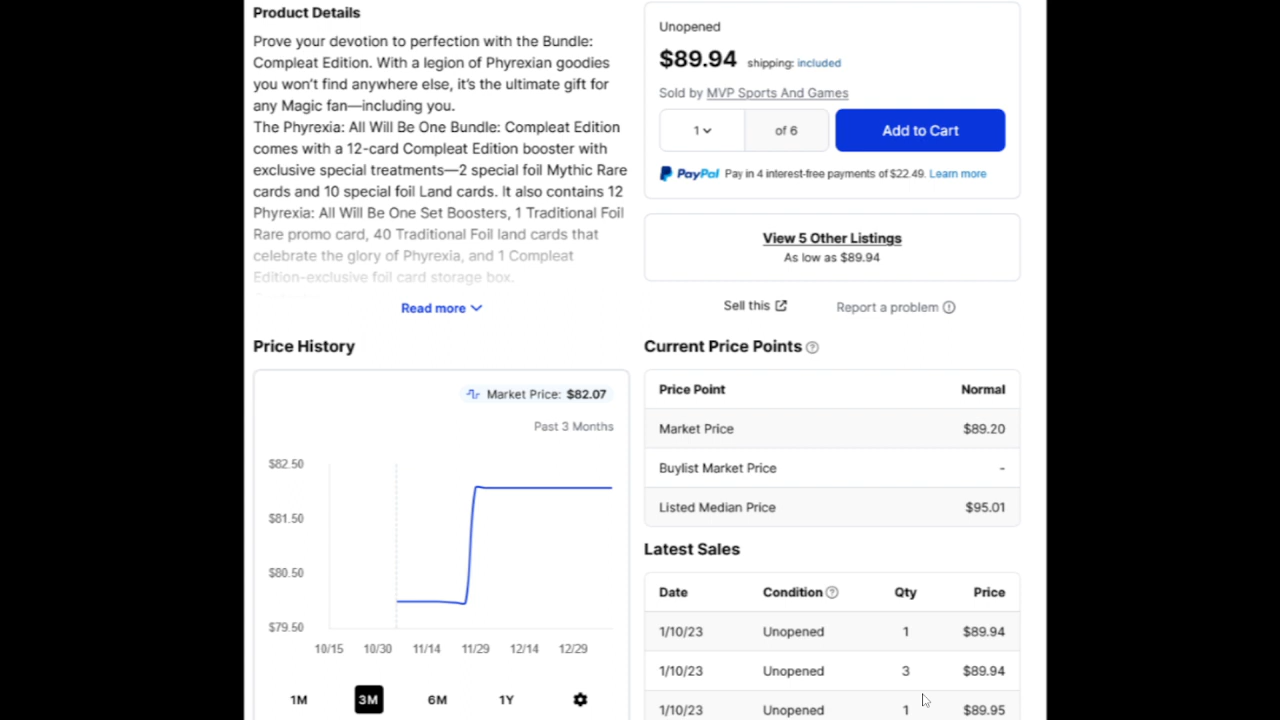 Product Details
Prove your devotion to perfection with the Bundle:
Compleat Edition. With a legion of Phyrexian goodies
you won't find anywhere else, it's the ultimate gift for
any Magic fan—including you.
The Phyrexia: All Will Be One Bundle: Compleat Edition
comes with a 12-card Compleat Edition booster with
exclusive special treatments—2 special foil Mythic Rare
cards and 10 special foil Land cards. It also contains 12
Phyrexia: All Will Be One Set Boosters, 1 Traditional Foil
Rare promo card, 40 Traditional Foil land cards that
celebrate the glory of Phyrexia, and 1 Compleat
Edition-exclusive foil card storage box.
Read more
Unopened
$89.94 shipping: included
Sold by MVP Sports And Games
1 of 6 Add to Cart
PayPal Pay in 4 interest-free payments of $22.49. Learn more
View 5 Other Listings
As low as $89.94
Sell this Report a problem
Price History
Market Price: $82.07
Past 3 Months
$82.50
$81.50
$80.50
$79.50
10/15 10/30 11/14 11/29 12/14 12/29
1M 3M 6M 1Y
Current Price Points
Price Point Normal
Market Price $89.20
Buylist Market Price -
Listed Median Price $95.01
Latest Sales
Date Condition Qty Price
1/10/23 Unopened 1 $89.94
1/10/23 Unopened 3 $89.94
1/10/23 Unopened 1 $89.95